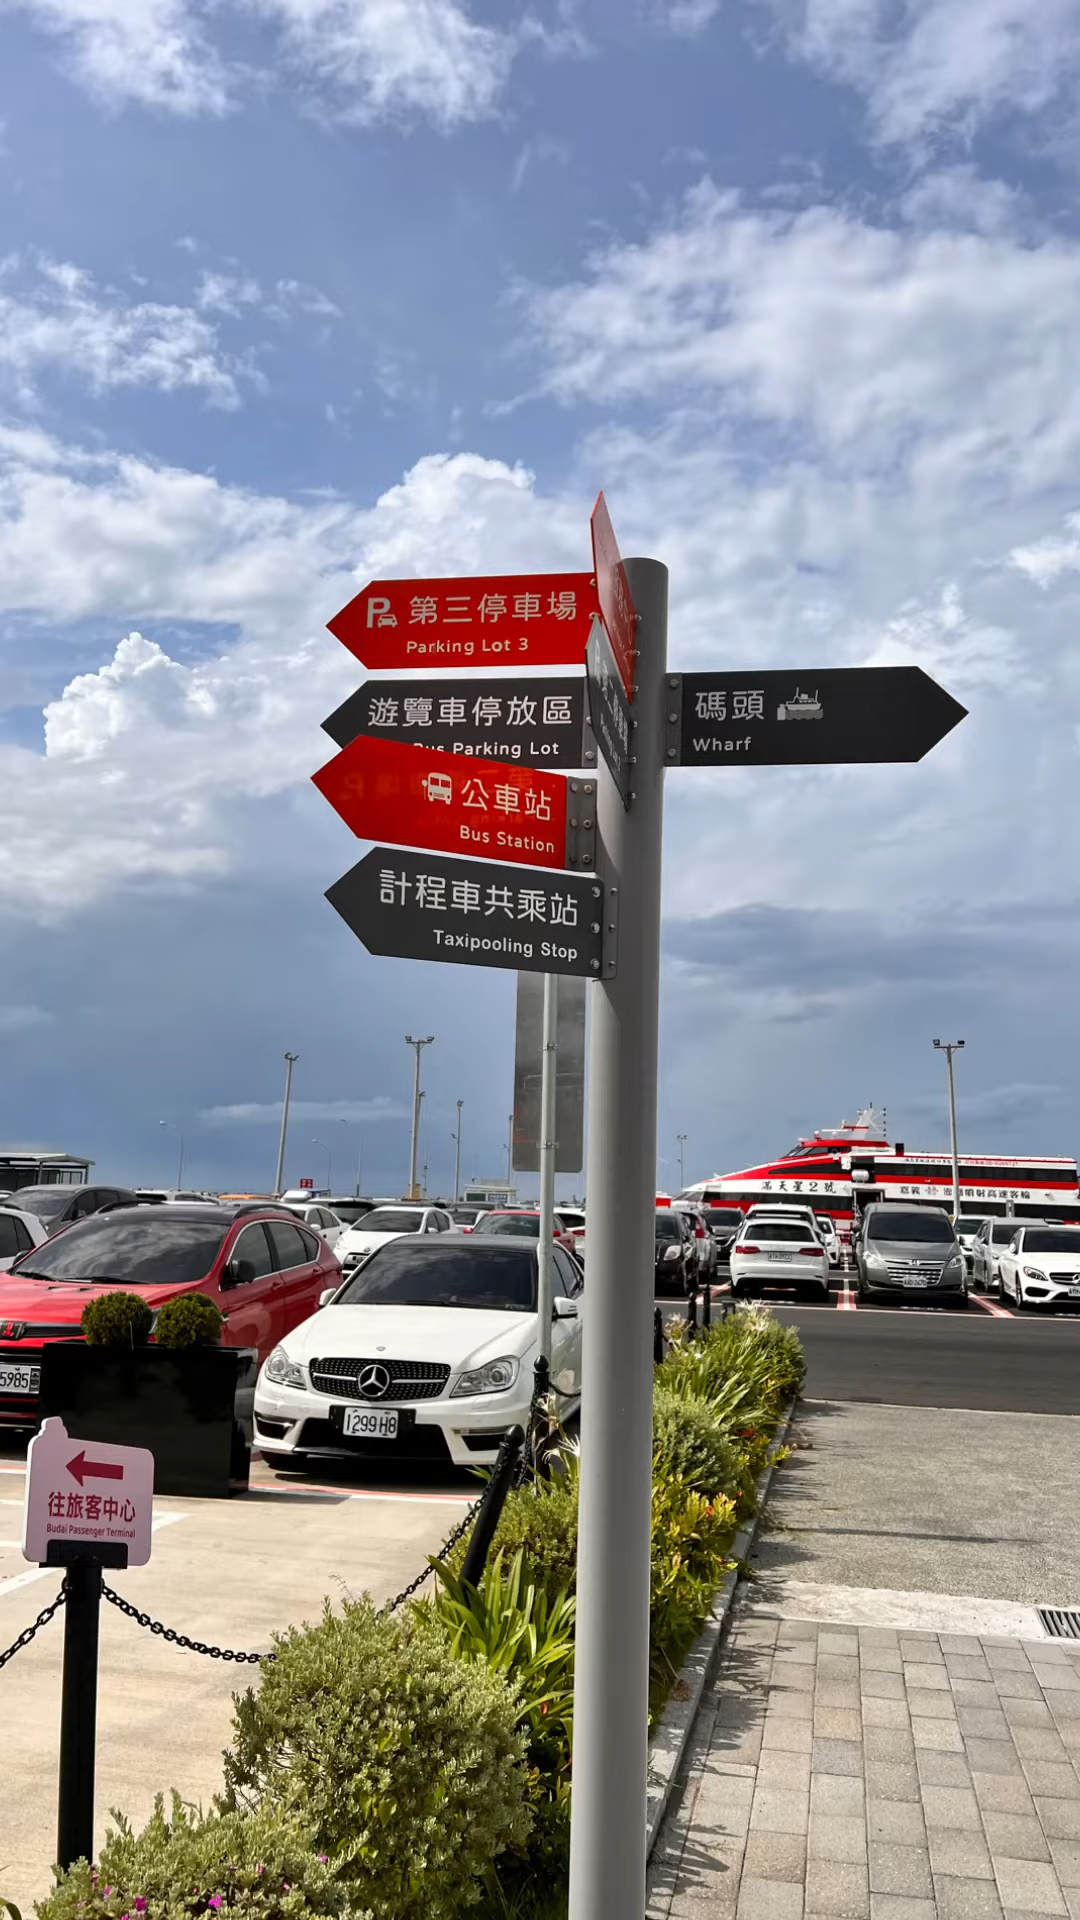 第三停車場
Parking Lot 3
遊覽車停放區
Bus Parking Lot
公車站
Bus Station
計程車共乘站
Taxipooling Stop
碼頭
Wharf
滿天星2號
1299 H8
5985
往旅客中心
Budai Passenger Terminal